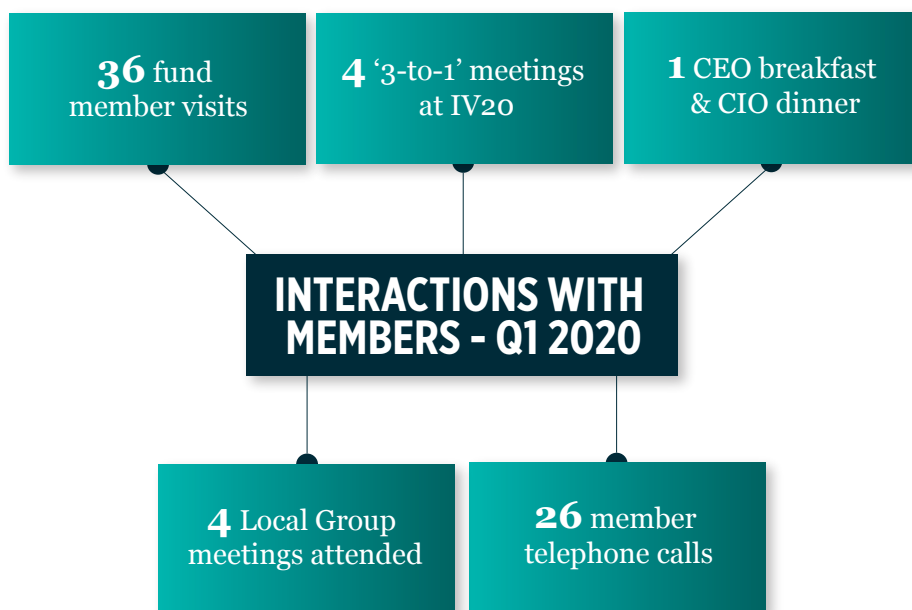 36 fund
member visits
4 ‘3-to-1’ meetings
at IV20
1 CEO breakfast
& CIO dinner
INTERACTIONS WITH
MEMBERS - Q1 2020
4 Local Group
meetings attended
26 member
telephone calls